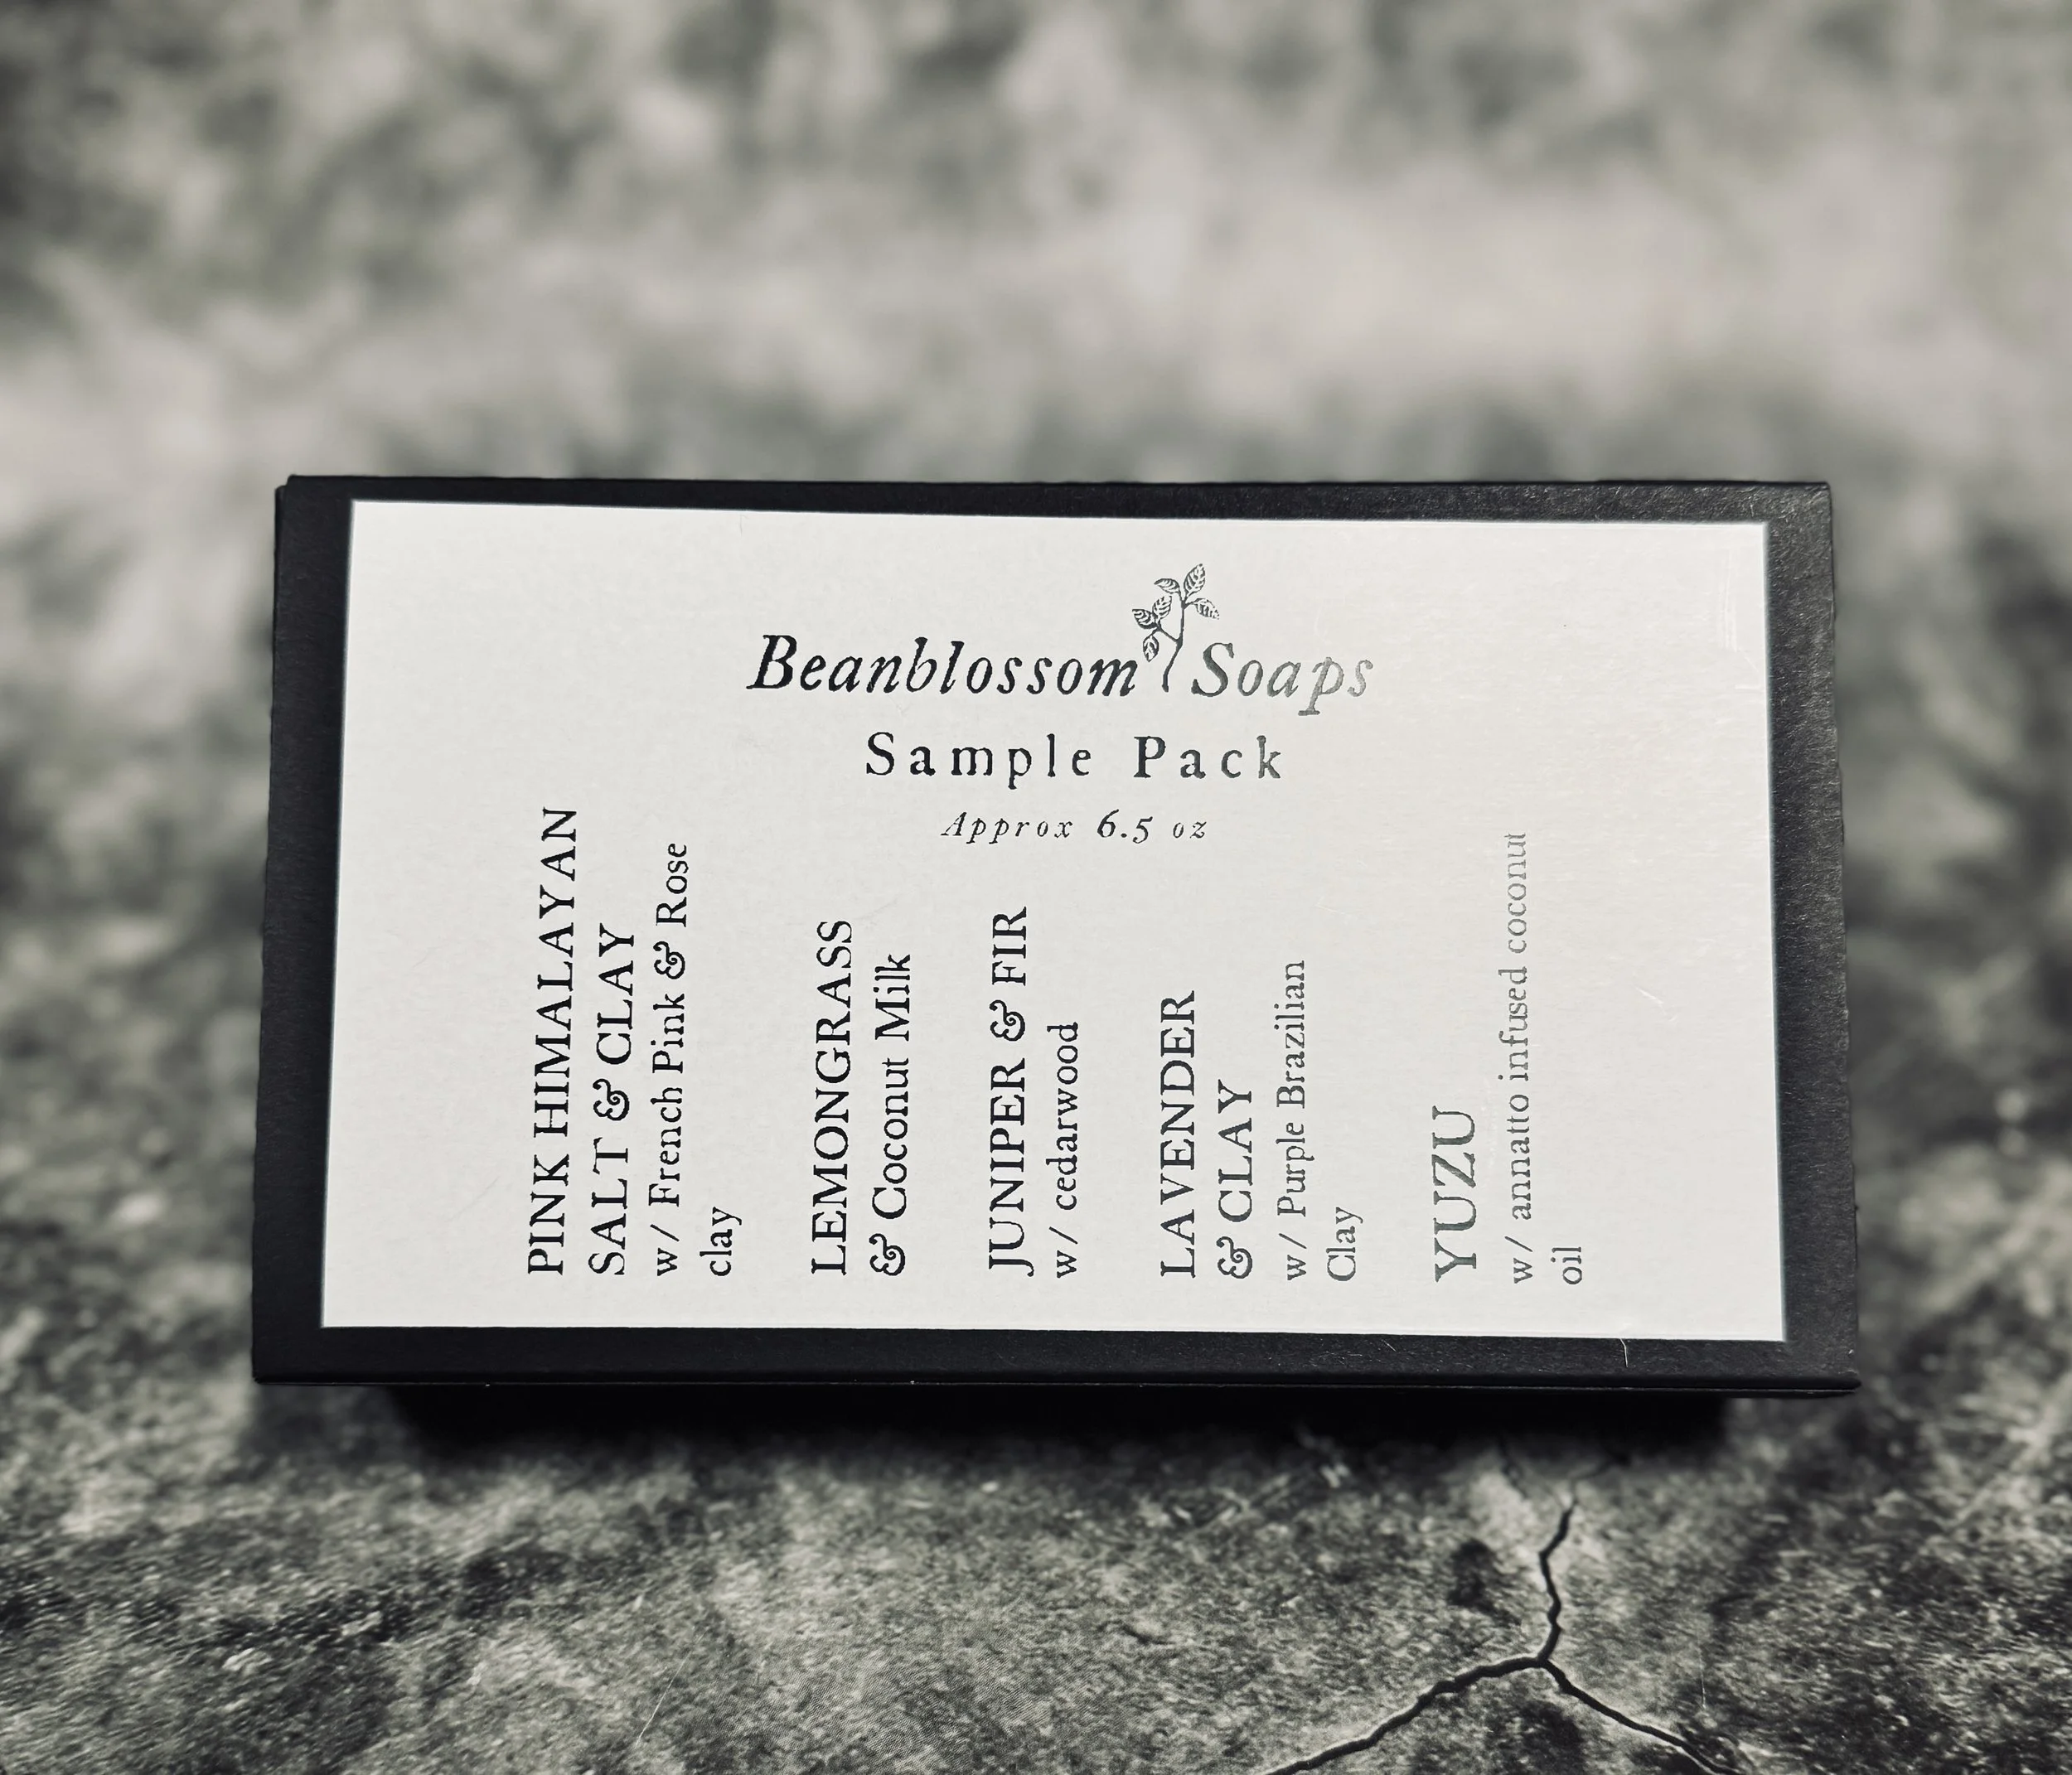 Beanblossom Soaps
Sample Pack
Approx 6.5 oz
PINK HIMALAYAN
SALT & CLAY
w/ French Pink & Rose
clay
LEMONGRASS
& Coconut Milk
JUNIPER & FIR
w/ cedarwood
LAVENDER
& CLAY
w/ Purple Brazilian
Clay
YUZU
w/ annatto infused coconut
oil